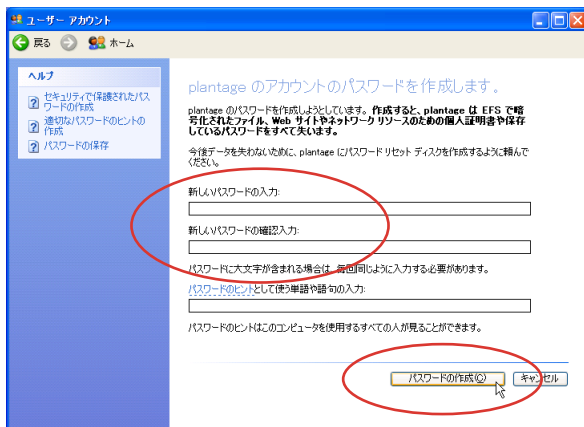 ユーザー アカウント
戻る ホーム
ヘルプ
セキュリティで保護されたパス
ワードの作成
適切なパスワードのヒントの
作成
パスワードの保存
plantage のアカウントのパスワードを作成します。
plantage のパスワードを作成しようとしています。作成すると、plantage は EFS で暗
号化されたファイル、Web サイトやネットワーク リソースのための個人証明書や保存
しているパスワードをすべて失います。
今後データを失わないために、plantage にパスワード リセット ディスクを作成するように頼んで
ください。
新しいパスワードの入力:
新しいパスワードの確認入力:
パスワードに大文字が含まれる場合は、毎回同じように入力する必要があります。
パスワードのヒントとして使う単語や語句の入力:
パスワードのヒントはこのコンピュータを使用するすべての人が見ることができます。
パスワードの作成(C) キャンセル